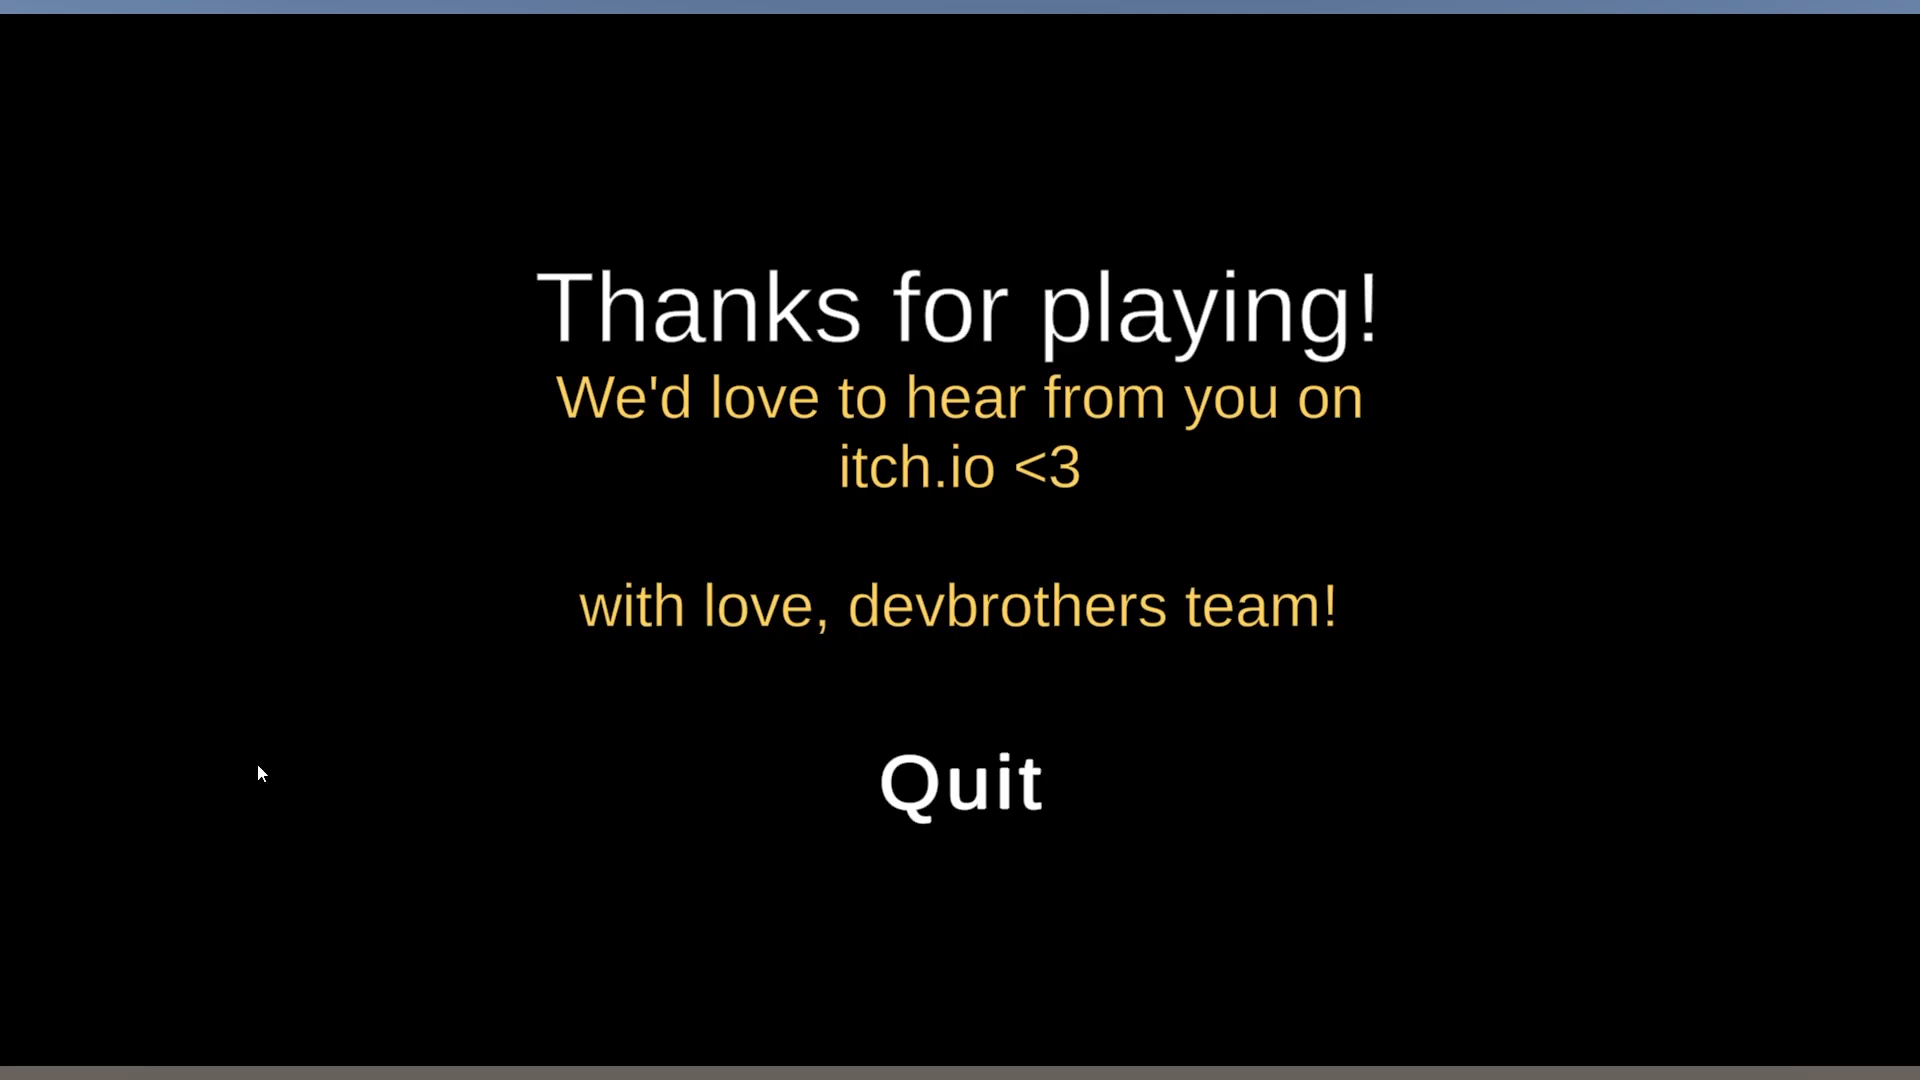 Thanks for playing!
We'd love to hear from you on
itch.io <3
with love, devbrothers team!
Quit